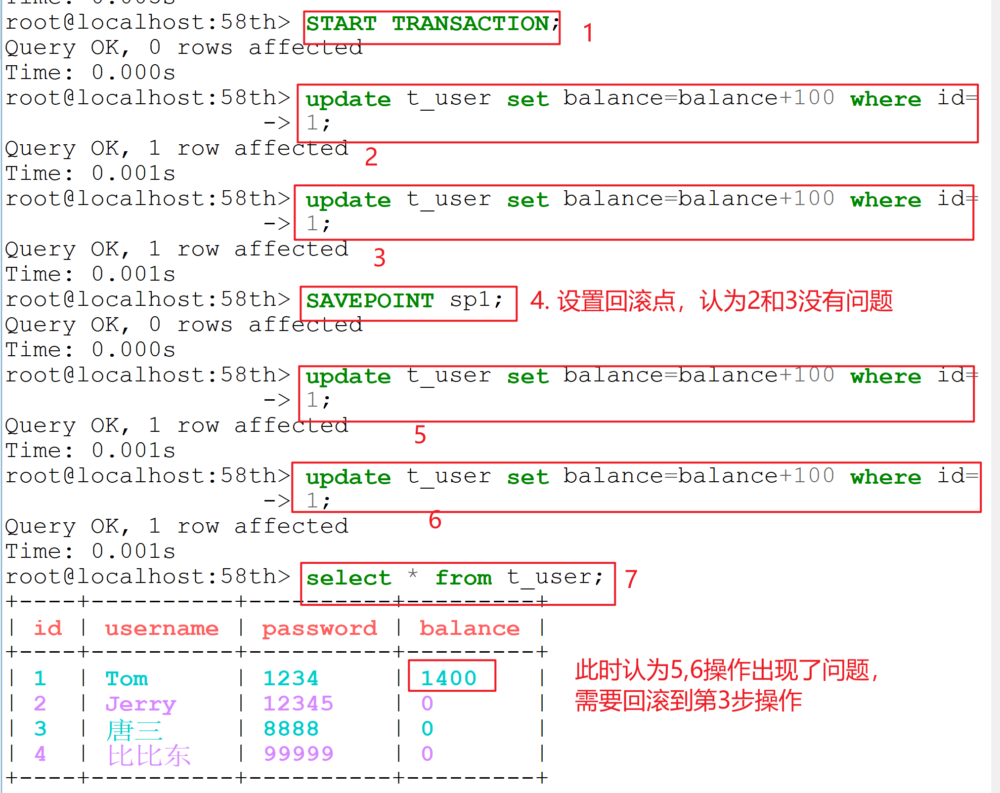 Time: 0.003s
root@localhost:58th> START TRANSACTION; 1
Query OK, 0 rows affected
Time: 0.000s
root@localhost:58th> update t_user set balance=balance+100 where id=
-> 1;
Query OK, 1 row affected 2
Time: 0.001s
root@localhost:58th> update t_user set balance=balance+100 where id=
-> 1;
Query OK, 1 row affected 3
Time: 0.001s
root@localhost:58th> SAVEPOINT sp1; 4. 设置回滚点，认为2和3没有问题
Query OK, 0 rows affected
Time: 0.000s
root@localhost:58th> update t_user set balance=balance+100 where id=
-> 1;
Query OK, 1 row affected 5
Time: 0.001s
root@localhost:58th> update t_user set balance=balance+100 where id=
-> 1;
6
Query OK, 1 row affected
Time: 0.001s
root@localhost:58th> select * from t_user; 7
+----+----------+----------+---------+
| id | username | password | balance |
+----+----------+----------+---------+
| 1 | Tom | 1234 | 1400 | 此时认为5,6操作出现了问题，
| 2 | Jerry | 12345 | 0 | 需要回滚到第3步操作
| 3 | 唐三 | 8888 | 0 |
| 4 | 比比东 | 99999 | 0 |
+----+----------+----------+---------+